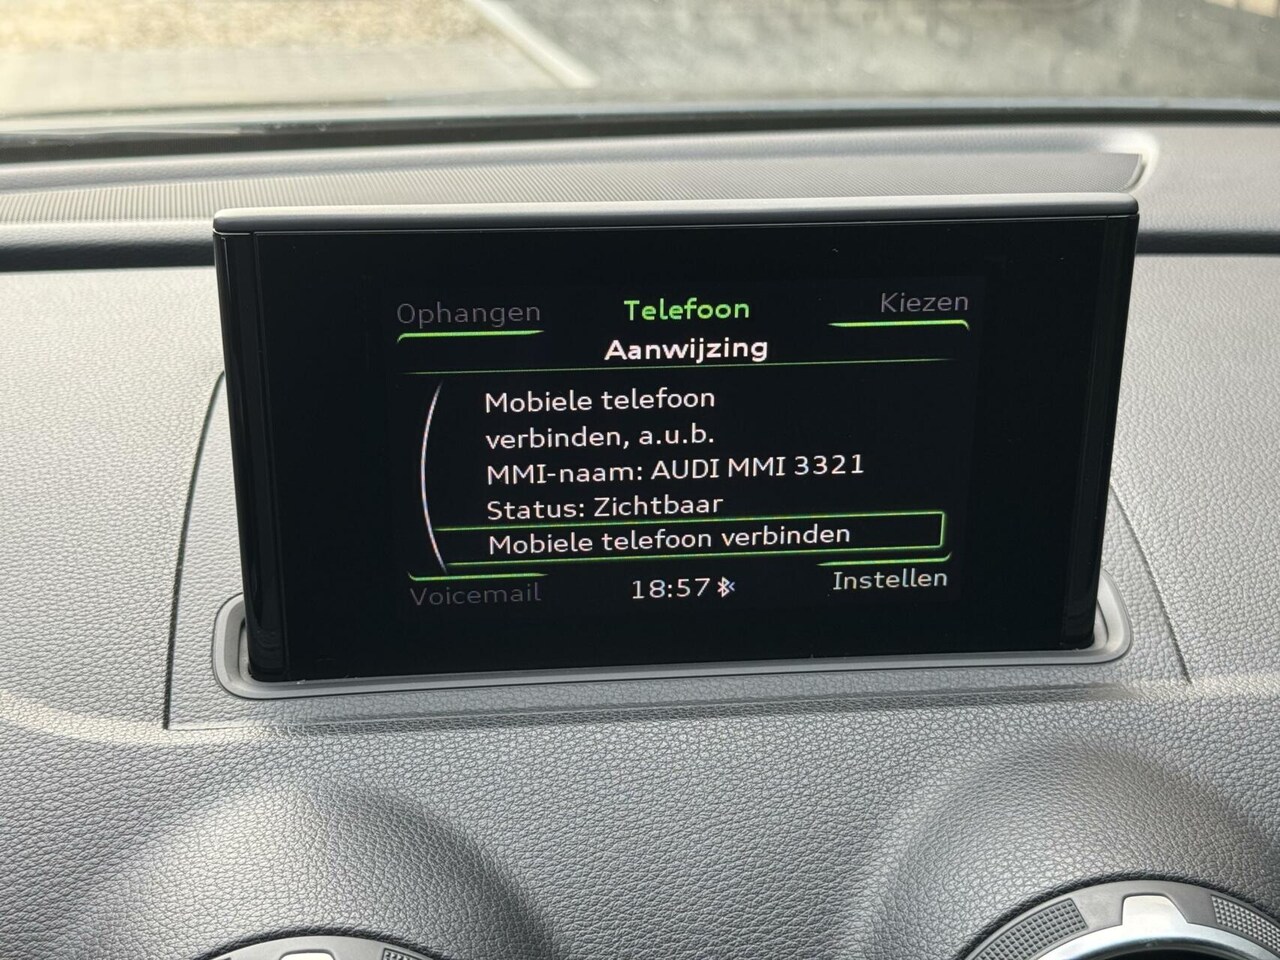 Ophangen Telefoon Kiezen
Aanwijzing
Mobiele telefoon
verbinden, a.u.b.
MMI-naam: AUDI MMI 3321
Status: Zichtbaar
Mobiele telefoon verbinden
Voicemail 18:57 Instellen